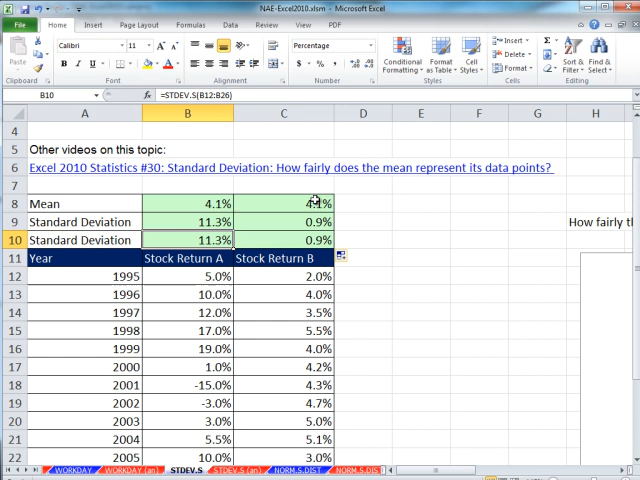 NAE-Excel2010.xlsm - Microsoft Excel
File Home Insert Page Layout Formulas Data Review View PDF
Calibri 11 Percentage
Paste B I U $ % , Conditional Formatting Format as Table Cell Styles Insert Delete Format Sort & Filter Find & Select
Clipboard Font Alignment Number Styles Cells Editing
B10 fx =STDEV.S(B12:B26)
A B C D E F G H
4
5 Other videos on this topic:
6 Excel 2010 Statistics #30: Standard Deviation: How fairly does the mean represent its data points?
7
8 Mean 4.1% 4.1%
9 Standard Deviation 11.3% 0.9% How fairly th
10 Standard Deviation 11.3% 0.9%
11 Year Stock Return A Stock Return B
12 1995 5.0% 2.0%
13 1996 10.0% 4.0%
14 1997 12.0% 3.5%
15 1998 17.0% 5.5%
16 1999 19.0% 4.0%
17 2000 1.0% 4.2%
18 2001 -15.0% 4.3%
19 2002 -3.0% 4.7%
20 2003 3.0% 5.0%
21 2004 5.5% 5.1%
22 2005 10.0% 3.0%
WORKDAY WORKDAY (an) STDEV.S STDEV.S (an) NORM.S.DIST NORM.S.DIS